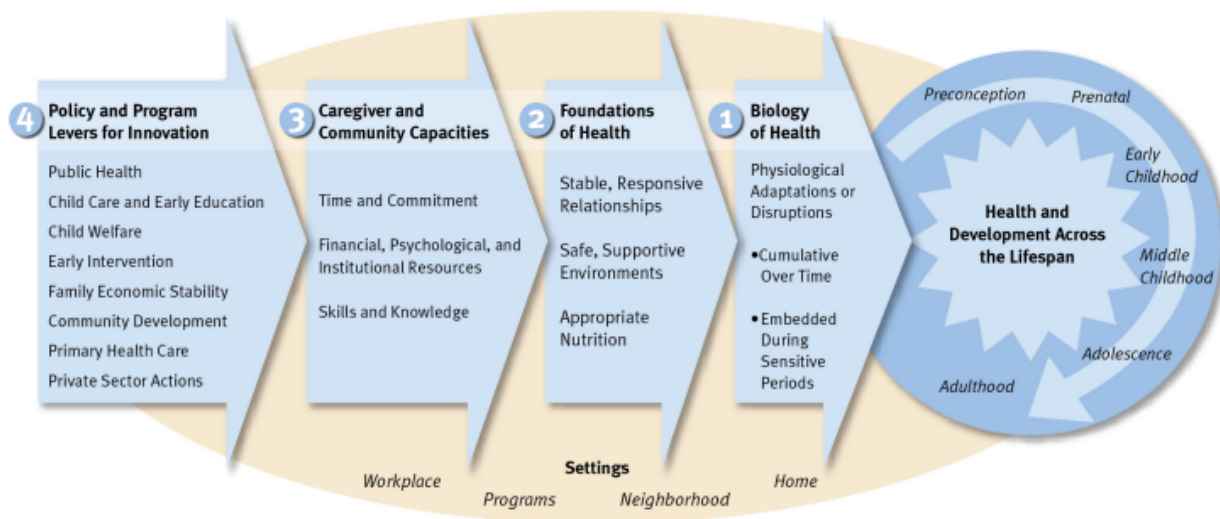 4
Policy and Program
Levers for Innovation
Public Health
Child Care and Early Education
Child Welfare
Early Intervention
Family Economic Stability
Community Development
Primary Health Care
Private Sector Actions
3
Caregiver and
Community Capacities
Time and Commitment
Financial, Psychological, and
Institutional Resources
Skills and Knowledge
2
Foundations
of Health
Stable, Responsive
Relationships
Safe, Supportive
Environments
Appropriate
Nutrition
1
Biology
of Health
Physiological
Adaptations or
Disruptions
•Cumulative
Over Time
• Embedded
During
Sensitive
Periods
Health and
Development Across
the Lifespan
Preconception
Prenatal
Early
Childhood
Middle
Childhood
Adolescence
Adulthood
Settings
Workplace
Programs
Neighborhood
Home